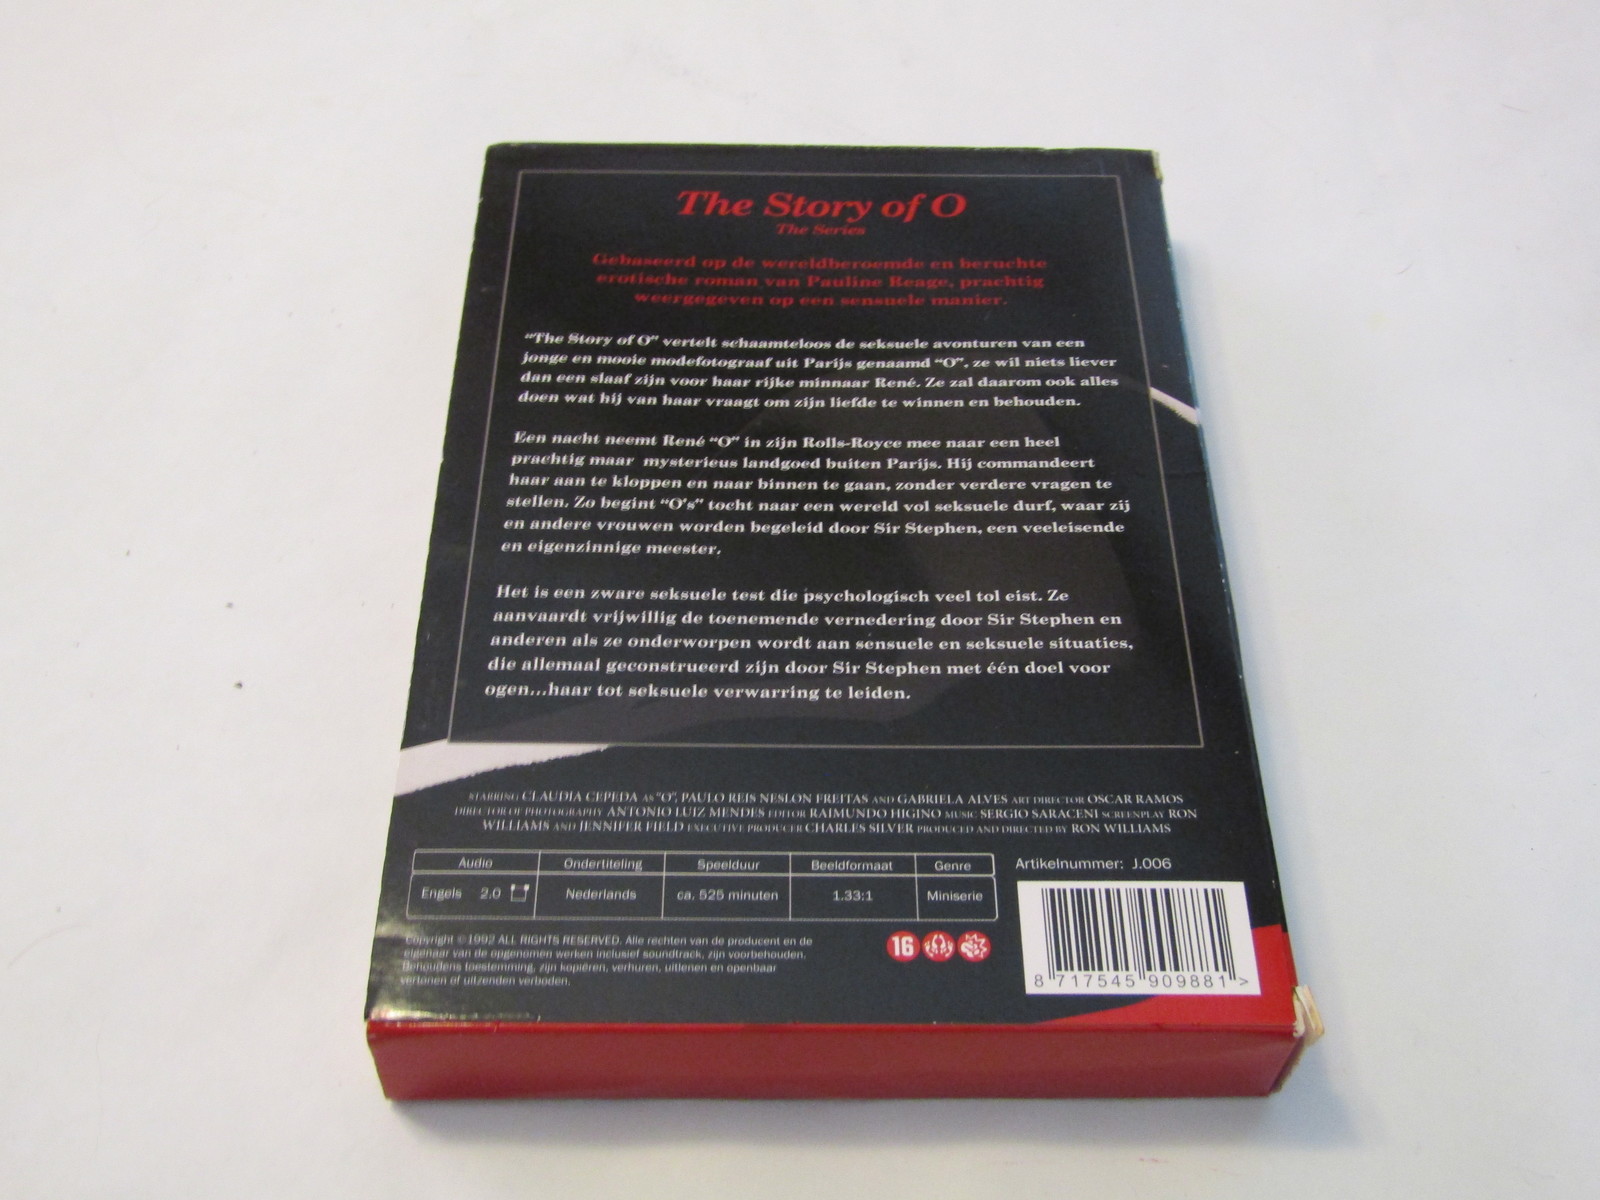 The Story of O
The Series
Gebaseerd op de wereldberoemde en beruchte
erotische roman van Pauline Reage, prachtig
weergegeven op een sensuele manier.
"The Story of O" vertelt schaamteloos de seksuele avonturen van een
jonge en mooie modefotograaf uit Parijs genaamd "O", ze wil niets liever
dan een slaaf zijn voor haar rijke minnaar René. Ze zal daarom ook alles
doen wat hij van haar vraagt om zijn liefde te winnen en behouden.
Een nacht neemt René "O" in zijn Rolls-Royce mee naar een heel
prachtig maar mysterieus landgoed buiten Parijs. Hij commandeert
haar aan te kloppen en naar binnen te gaan, zonder verdere vragen te
stellen. Zo begint "O's" tocht naar een wereld vol seksuele durf, waar zij
en andere vrouwen worden begeleid door Sir Stephen, een veeleisende
en eigenzinnige meester.
Het is een zware seksuele test die psychologisch veel tol eist. Ze
aanvaardt vrijwillig de toenemende vernedering door Sir Stephen en
anderen als ze onderworpen wordt aan sensuele en seksuele situaties,
die allemaal geconstrueerd zijn door Sir Stephen met één doel voor
ogen...haar tot seksuele verwarring te leiden.
STARRING CLAUDIA CEPEDA AS "O", PAULO REIS NESLON FREITAS AND GABRIELA ALVES ART DIRECTOR OSCAR RAMOS
DIRECTOR OF PHOTOGRAPHY ANTONIO LUIZ MENDES EDITOR RAIMUNDO HIGINO MUSIC SERGIO SARACENI SCREENPLAY RON
WILLIAMS AND JENNIFER FIELD EXECUTIVE PRODUCER CHARLES SILVER PRODUCED AND DIRECTED BY RON WILLIAMS
Audio Ondertiteling Speelduur Beeldformaat Genre
Engels 2.0 Nederlands ca. 525 minuten 1.33:1 Miniserie
Artikelnummer: J.006
Copyright ©1992 ALL RIGHTS RESERVED. Alle rechten van de producent en de
eigenaar van de opgenomen werken inclusief soundtrack, zijn voorbehouden.
Behoudens toestemming, zijn kopiëren, verhuren, uitlenen en openbaar
vertonen of uitzenden verboden.
16
8 717545 909881 >